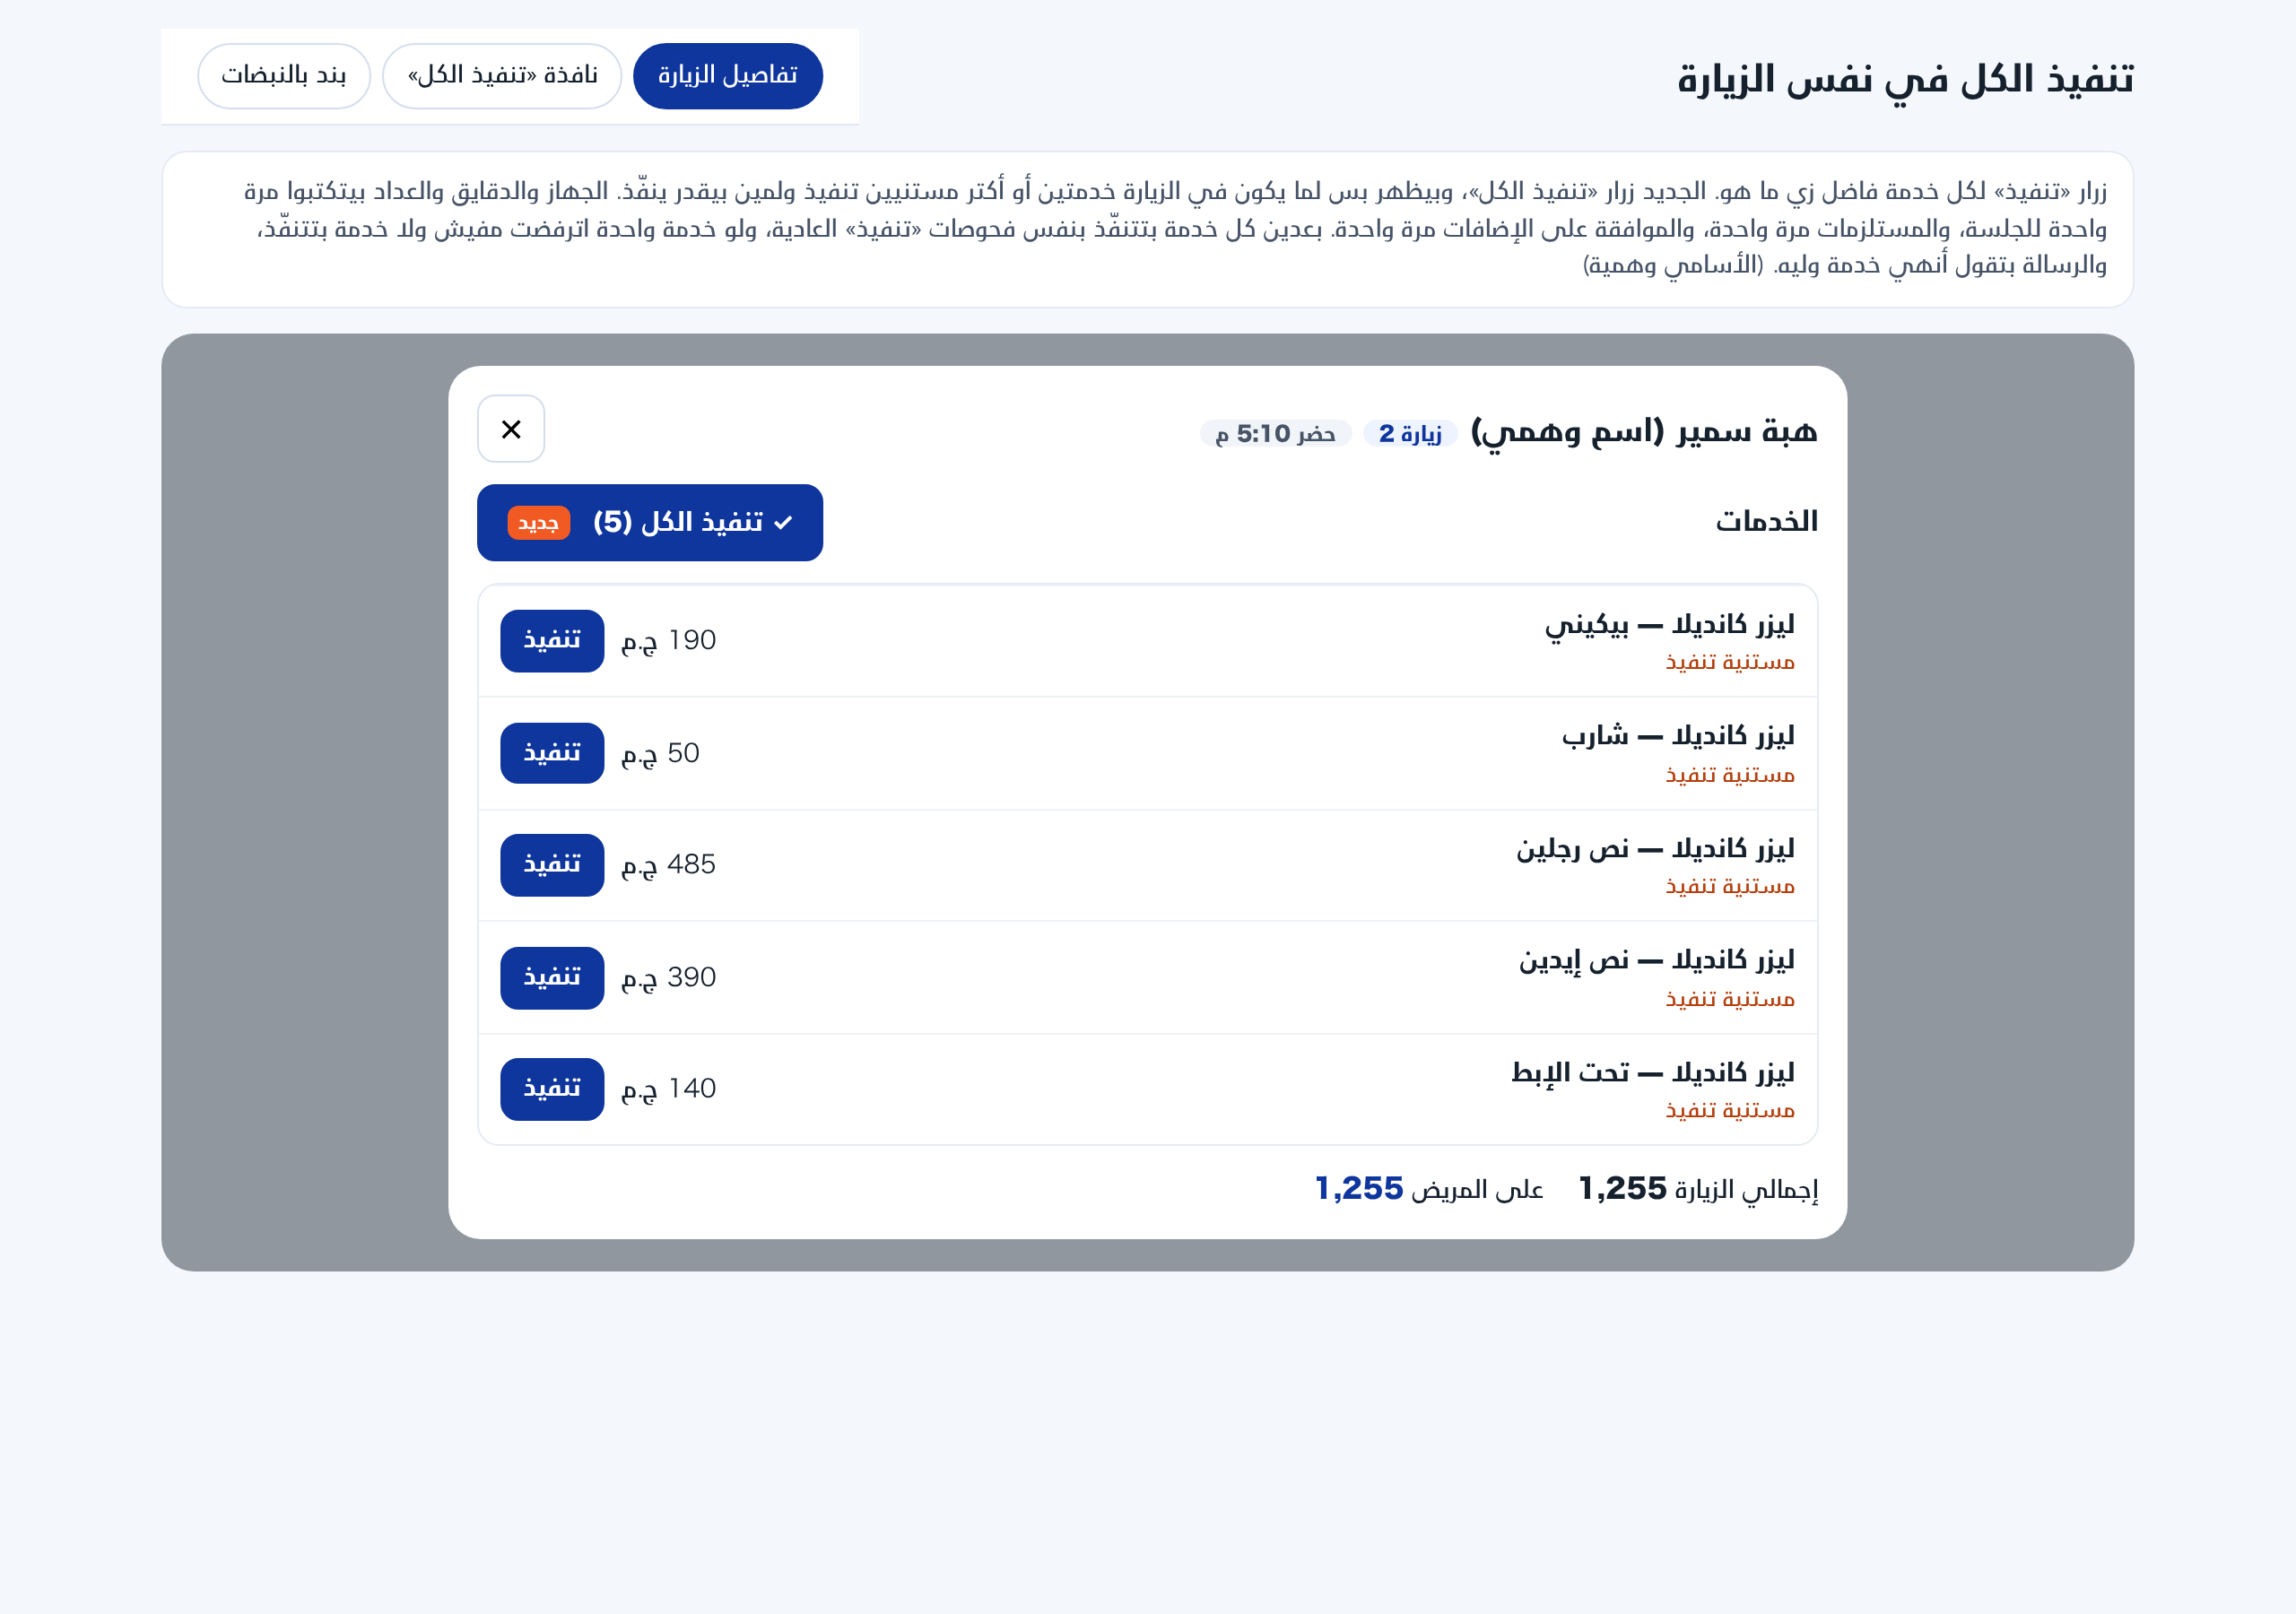 تنفيذ الكل في نفس الزيارة
تفاصيل الزيارة
نافذة «تنفيذ الكل»
بند بالنبضات
زرار «تنفيذ» لكل خدمة فاضل زي ما هو. الجديد زرار «تنفيذ الكل»، وبيظهر بس لما يكون في الزيارة خدمتين أو أكتر مستنيين تنفيذ ولمين بيقدر ينفّذ. الجهاز والدقايق والعداد بيتكتبوا مرة
واحدة للجلسة، والمستلزمات مرة واحدة، والموافقة على الإضافات مرة واحدة. بعدين كل خدمة بتتنفّذ بنفس فحوصات «تنفيذ» العادية، ولو خدمة واحدة اترفضت مفيش ولا خدمة بتتنفّذ،
والرسالة بتقول أنهي خدمة وليه. (الأسامي وهمية)
هبة سمير (اسم وهمي) زيارة 2 حضر 5:10 م
×
الخدمات
✓ تنفيذ الكل (5) جديد
ليزر كانديلا — بيكيني
مستنية تنفيذ
190 ج.م
تنفيذ
ليزر كانديلا — شارب
مستنية تنفيذ
50 ج.م
تنفيذ
ليزر كانديلا — نص رجلين
مستنية تنفيذ
485 ج.م
تنفيذ
ليزر كانديلا — نص إيدين
مستنية تنفيذ
390 ج.م
تنفيذ
ليزر كانديلا — تحت الإبط
مستنية تنفيذ
140 ج.م
تنفيذ
إجمالي الزيارة 1,255 على المريض 1,255